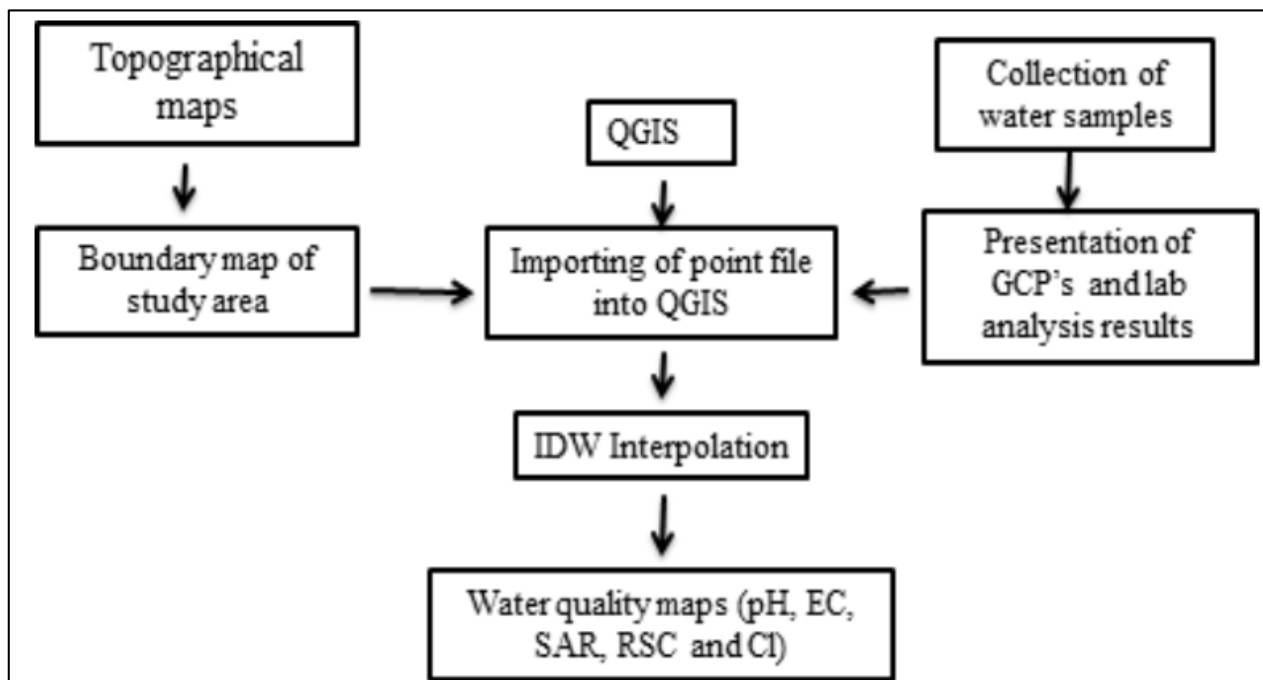 Topographical
maps
QGIS
Collection of
water samples
Boundary map of
study area
Importing of point file
into QGIS
Presentation of
GCP's and lab
analysis results
IDW Interpolation
Water quality maps (pH, EC,
SAR, RSC and Cl)